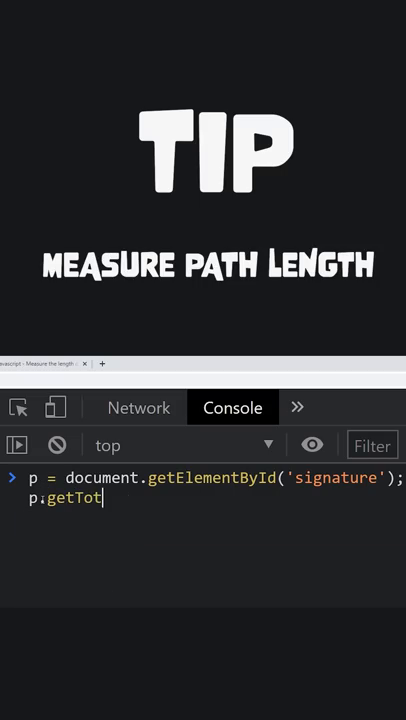 TIP
MEASURE PATH LENGTH
avascript - Measure the length
Network Console
top Filter
p = document.getElementById('signature');
p.getTot